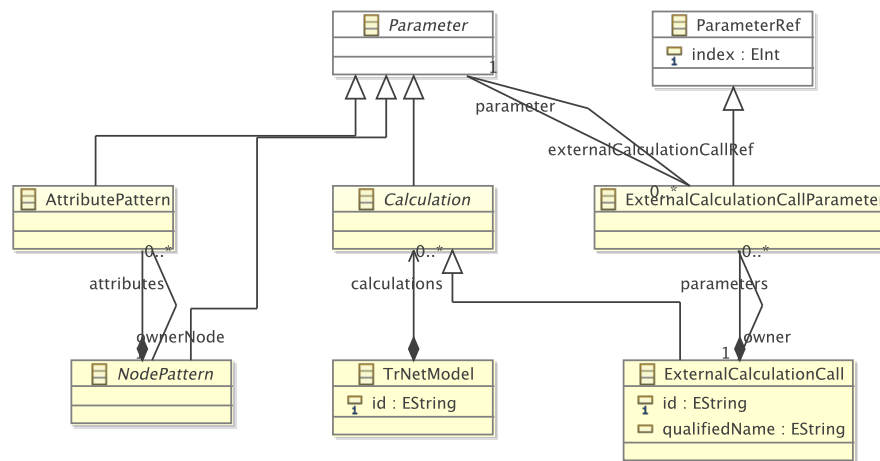 Parameter
ParameterRef
index : EInt
1
parameter
externalCalculationCallRef
0..*
AttributePattern
Calculation
ExternalCalculationCallParameter
0..*
0..*
0..*
attributes
calculations
parameters
ownerNode
owner
1
1
NodePattern
TrNetModel
ExternalCalculationCall
id : EString
id : EString
qualifiedName : EString